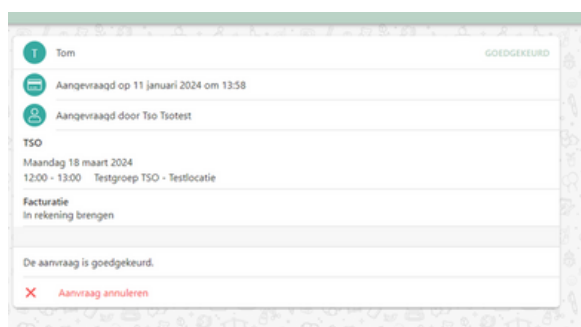 T Tom GOEDGEKEURD
Aangevraagd op 11 januari 2024 om 13:58
Aangevraagd door Tso Tsotest
TSO
Maandag 18 maart 2024
12:00 - 13:00 Testgroep TSO - Testlocatie
Facturatie
In rekening brengen
De aanvraag is goedgekeurd.
Aanvraag annuleren